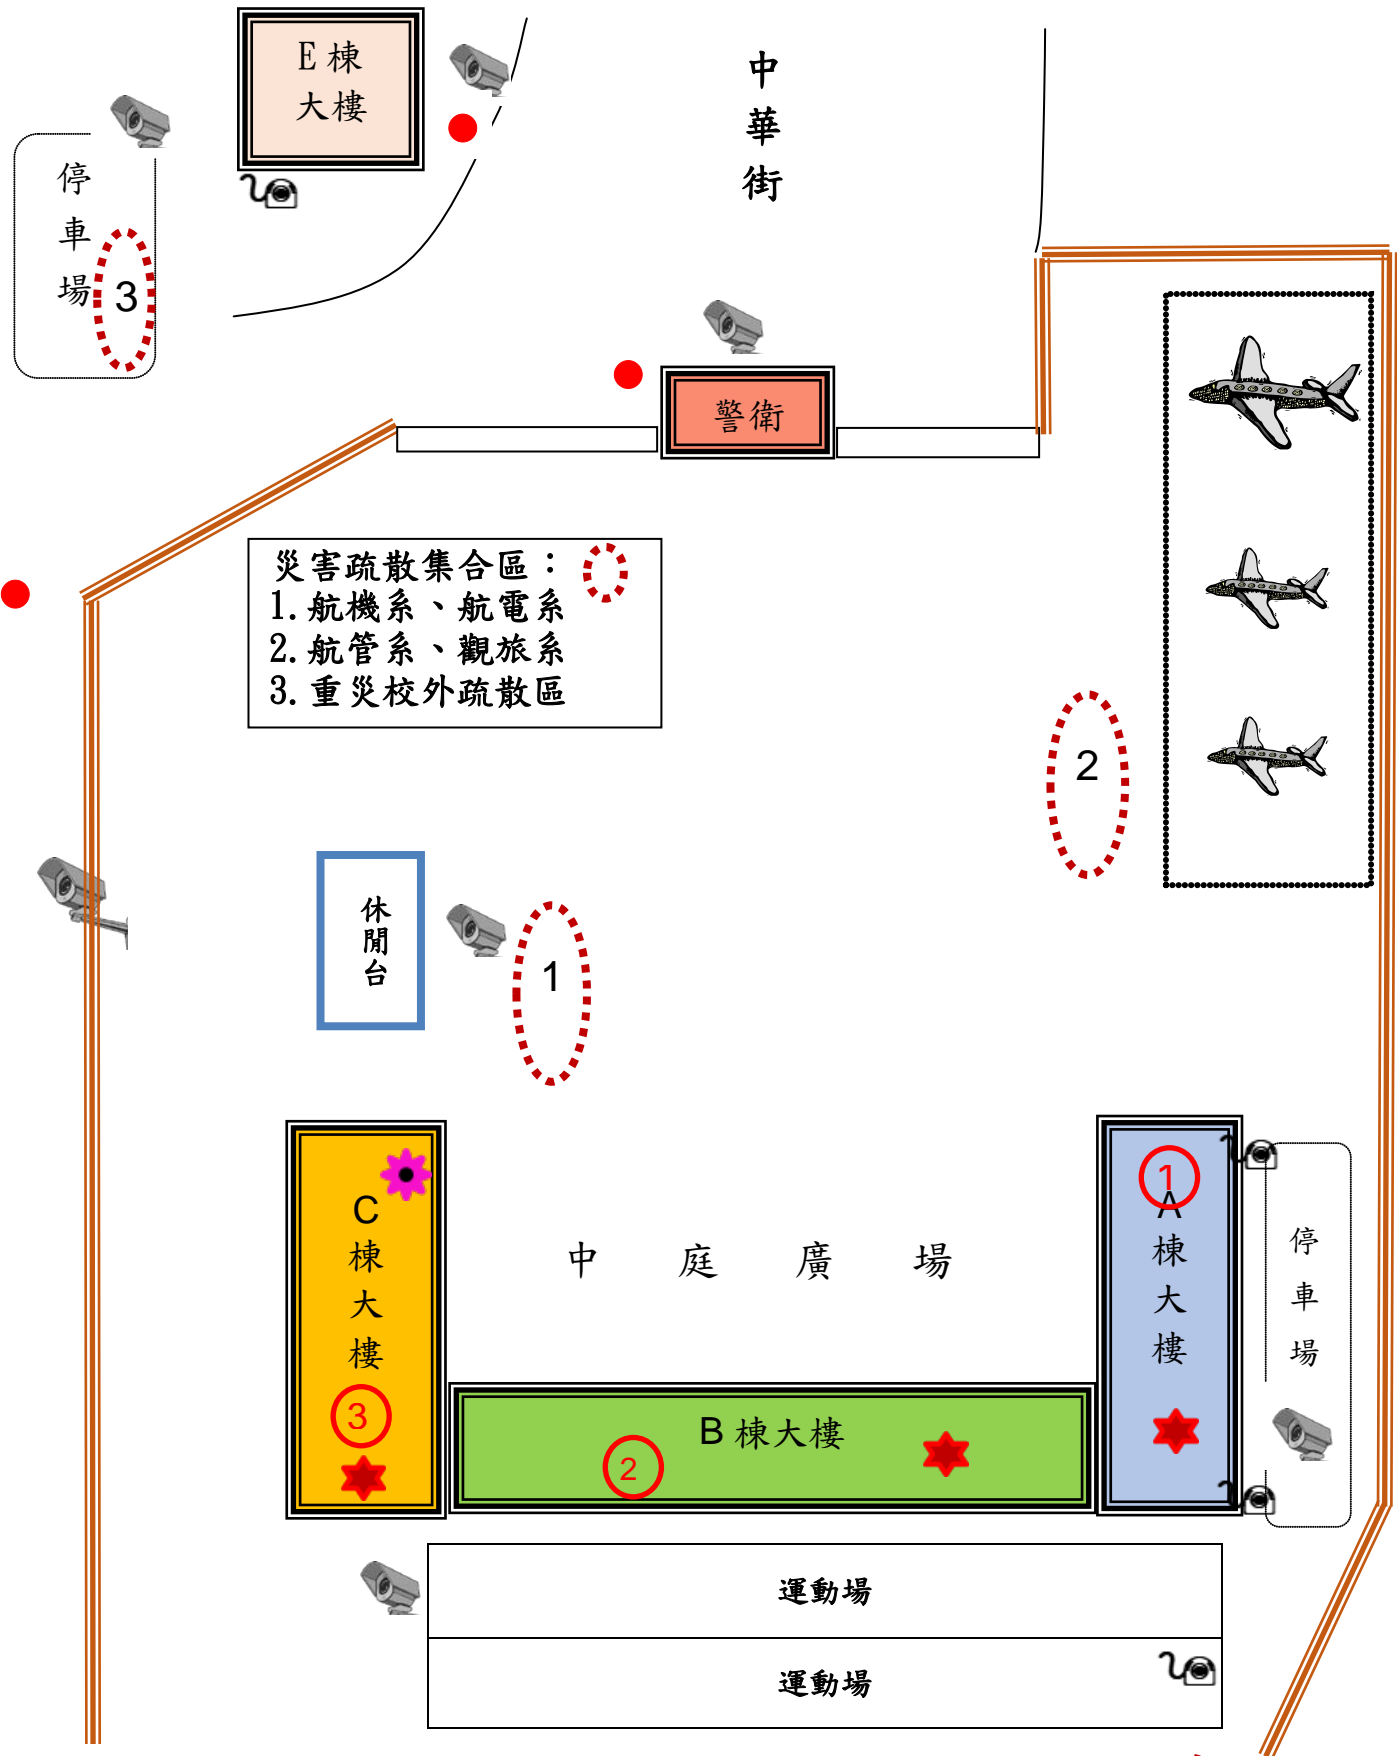 E棟
大樓
中華街
停車場
3
警衛
災害疏散集合區：
1.航機系、航電系
2.航管系、觀旅系
3.重災校外疏散區
2
休閒台
1
C棟大樓
3
中庭廣場
1
A棟大樓
停車場
B棟大樓
2
運動場
運動場